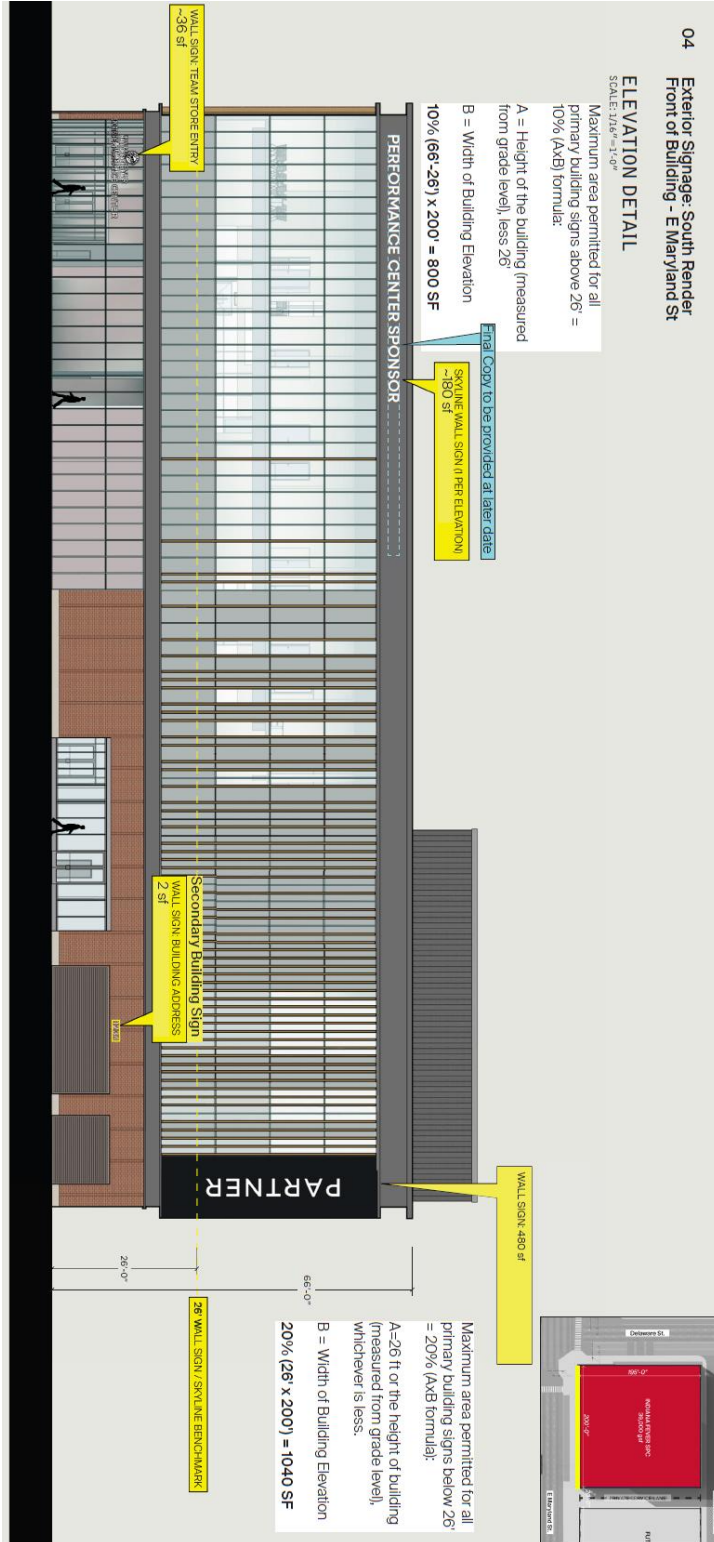 04
Exterior Signage: South Render
Front of Building - E Maryland St
ELEVATION DETAIL
SCALE: 1/16"=1'-0"
Maximum area permitted for all
primary building signs above 26' =
10% (AxB) formula:
A = Height of the building (measured
from grade level), less 26'
B = Width of Building Elevation
10% (66'-26') x 200' = 800 SF
Final Copy to be provided at later date
SKYLINE WALL SIGN (1 PER ELEVATION)
~180 sf
PERFORMANCE CENTER SPONSOR
WALL SIGN: TEAM STORE ENTRY
~36 sf
Secondary Building Sign
WALL SIGN: BUILDING ADDRESS
2 sf
WALL SIGN: 480 sf
PARTNER
26'-0"
66'-0"
26' WALL SIGN / SKYLINE BENCHMARK
Maximum area permitted for all
primary building signs below 26'
= 20% (AxB formula):
A=26 ft or the height of building
(measured from grade level),
whichever is less.
B = Width of Building Elevation
20% (26' x 200') = 1040 SF
Delaware St.
INDIANA FEVER SPC
200'-0"
E Maryland St.